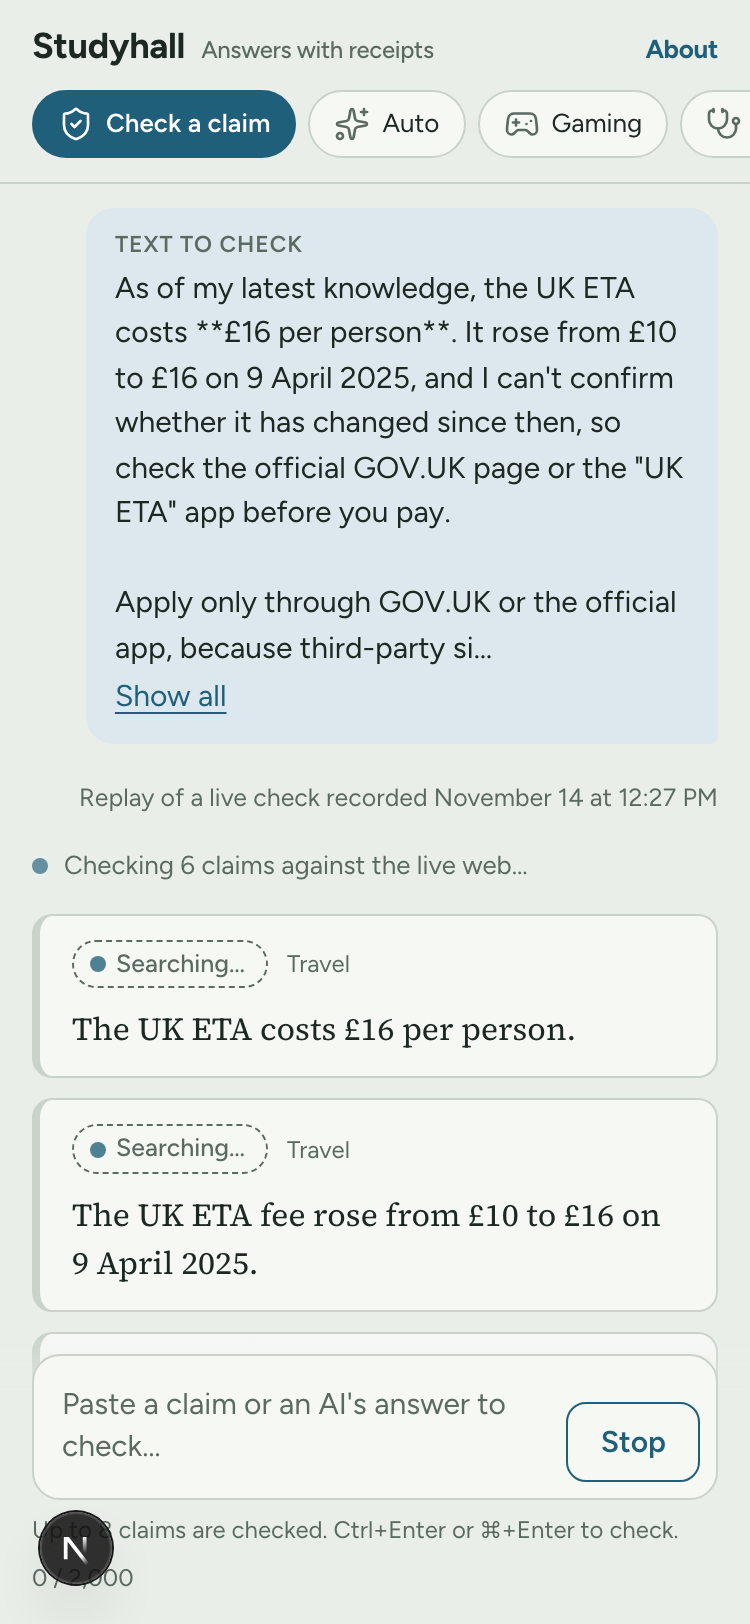 Studyhall Answers with receipts About
Check a claim Auto Gaming
TEXT TO CHECK
As of my latest knowledge, the UK ETA
costs **£16 per person**. It rose from £10
to £16 on 9 April 2025, and I can't confirm
whether it has changed since then, so
check the official GOV.UK page or the "UK
ETA" app before you pay.
Apply only through GOV.UK or the official
app, because third-party si...
Show all
Replay of a live check recorded November 14 at 12:27 PM
Checking 6 claims against the live web...
Searching... Travel
The UK ETA costs £16 per person.
Searching... Travel
The UK ETA fee rose from £10 to £16 on
9 April 2025.
Paste a claim or an AI's answer to
check...
Stop
Up to 8 claims are checked. Ctrl+Enter or ⌘+Enter to check.
N
0 / 2,000